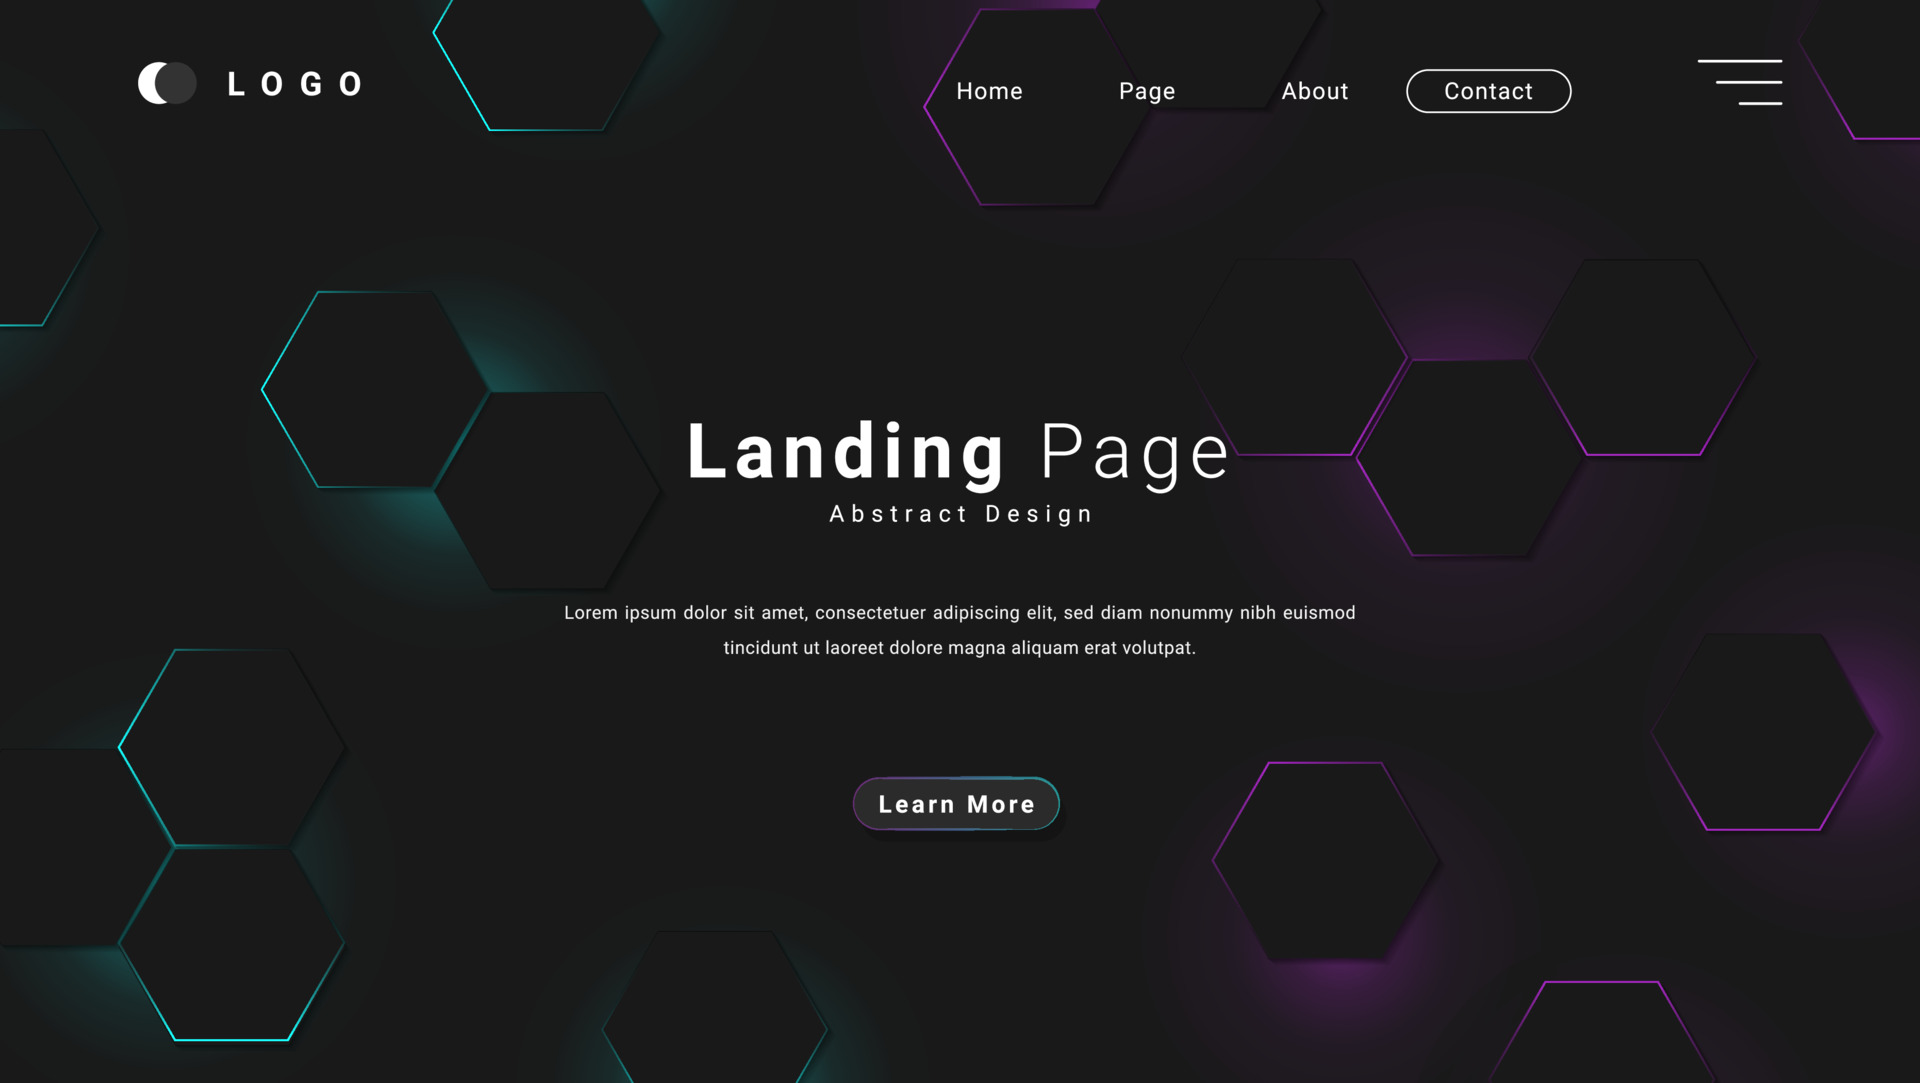 LOGO
Home Page About Contact
Landing Page
Abstract Design
Lorem ipsum dolor sit amet, consectetuer adipiscing elit, sed diam nonummy nibh euismod
tincidunt ut laoreet dolore magna aliquam erat volutpat.
Learn More